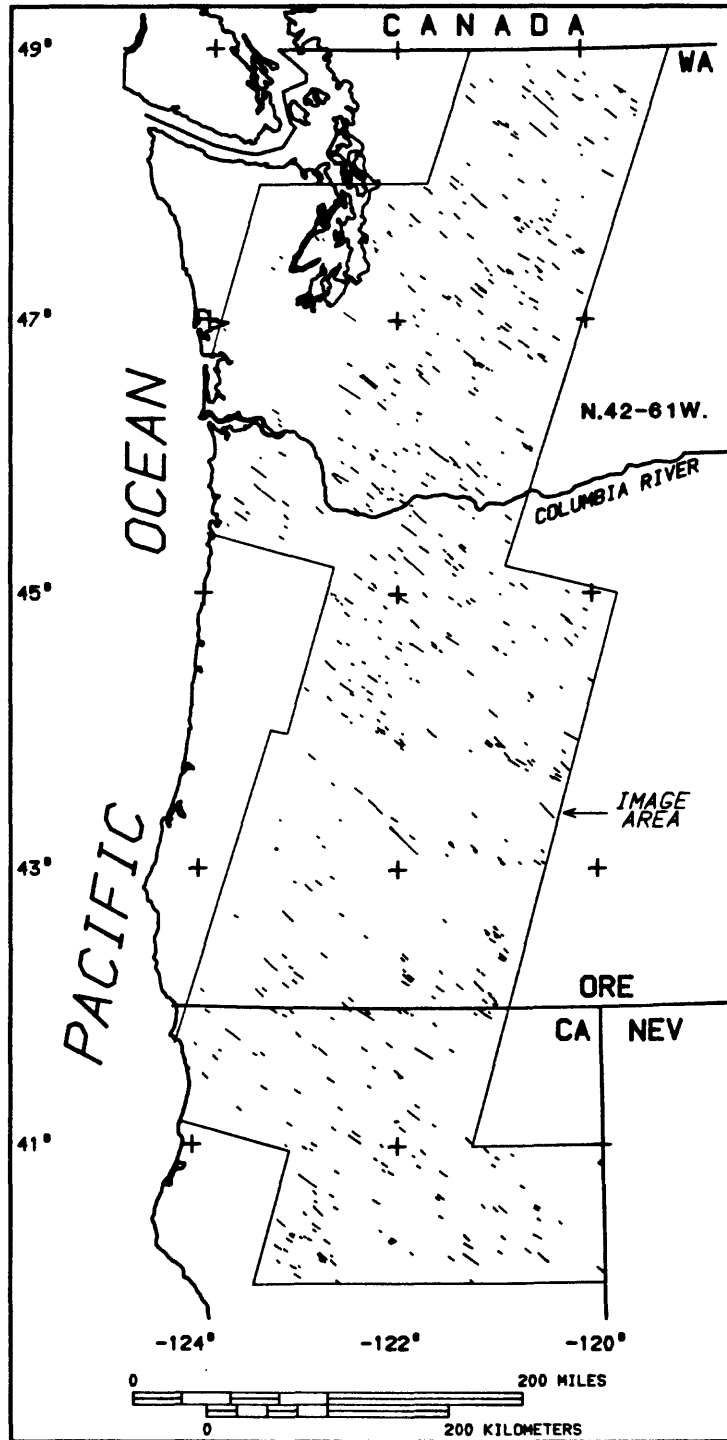 CANADA
49°
WA
47°
N.42-61W.
COLUMBIA RIVER
OCEAN
45°
IMAGE
AREA
43°
PACIFIC
ORE
CA NEV
41°
-124° -122° -120°
0 200 MILES
0 200 KILOMETERS